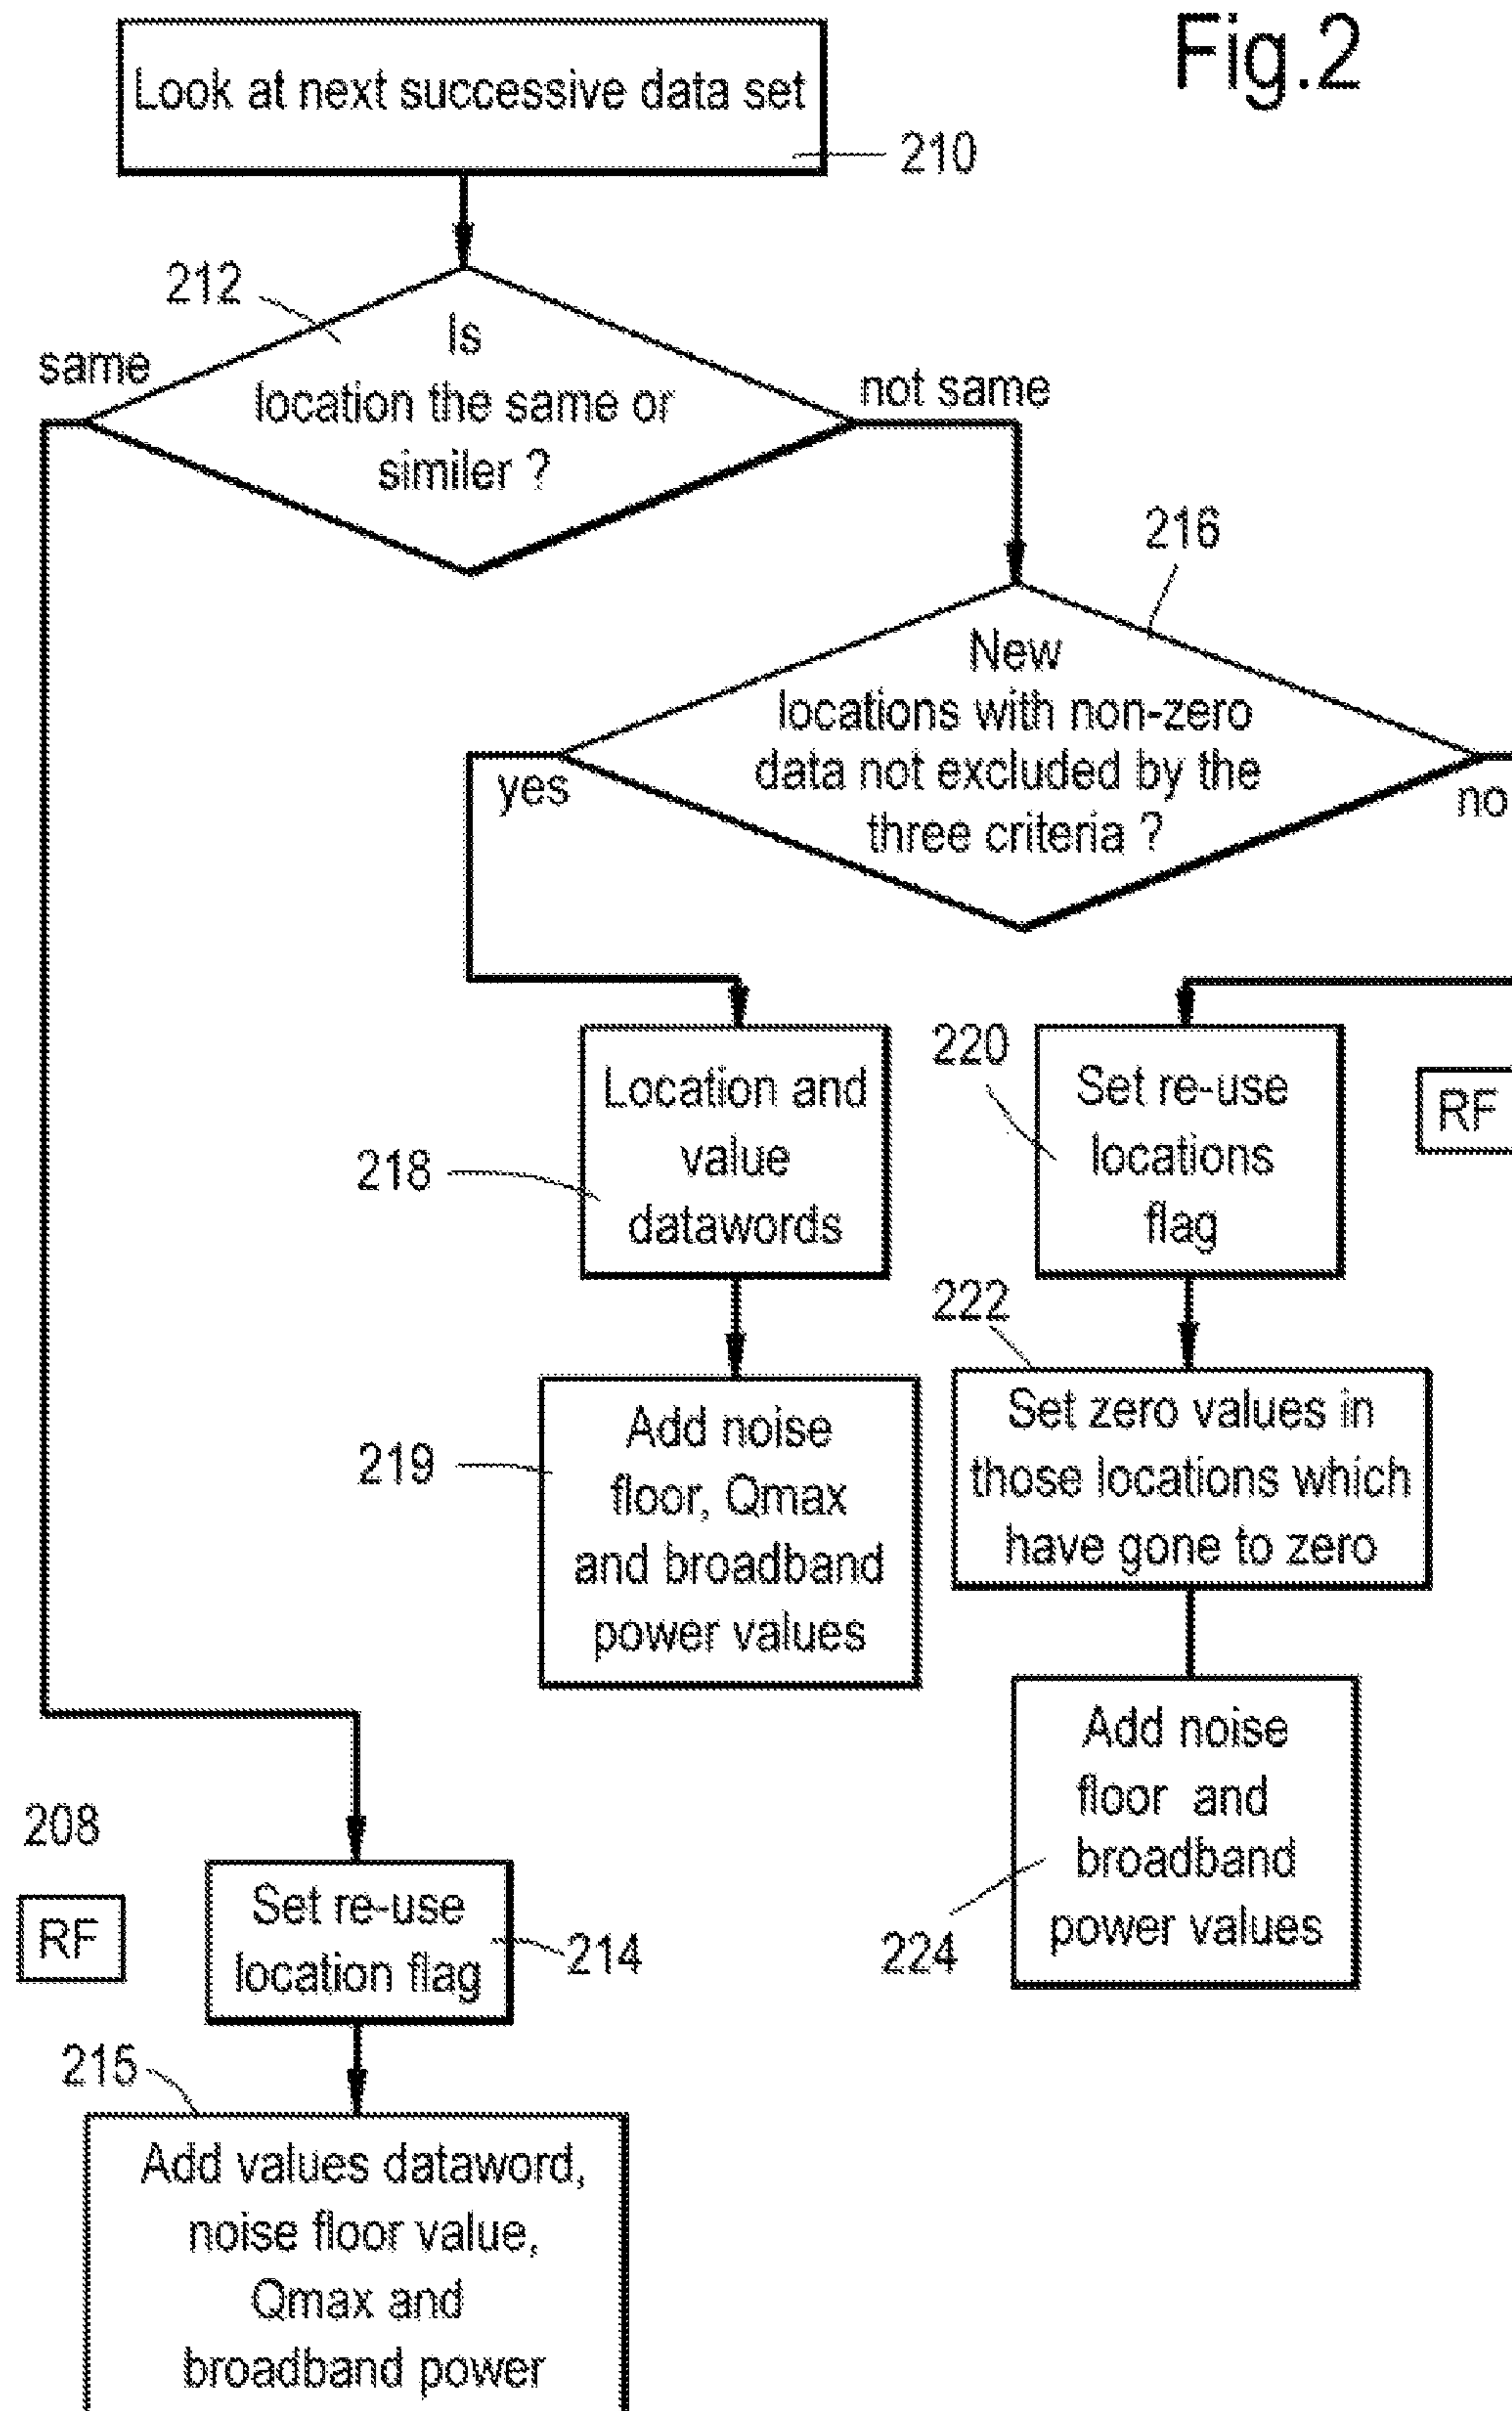 Fig.2
Look at next successive data set
210
212
Is
location the same or
similer ?
same
not same
216
New
locations with non-zero
data not excluded by the
three criteria ?
yes
no
218
Location and
value
datawords
220
Set re-use
locations
flag
RF
222
Set zero values in
those locations which
have gone to zero
219
Add noise
floor, Qmax
and broadband
power values
Add noise
floor and
broadband
power values
224
208
RF
Set re-use
location flag
214
215
Add values dataword,
noise floor value,
Qmax and
broadband power